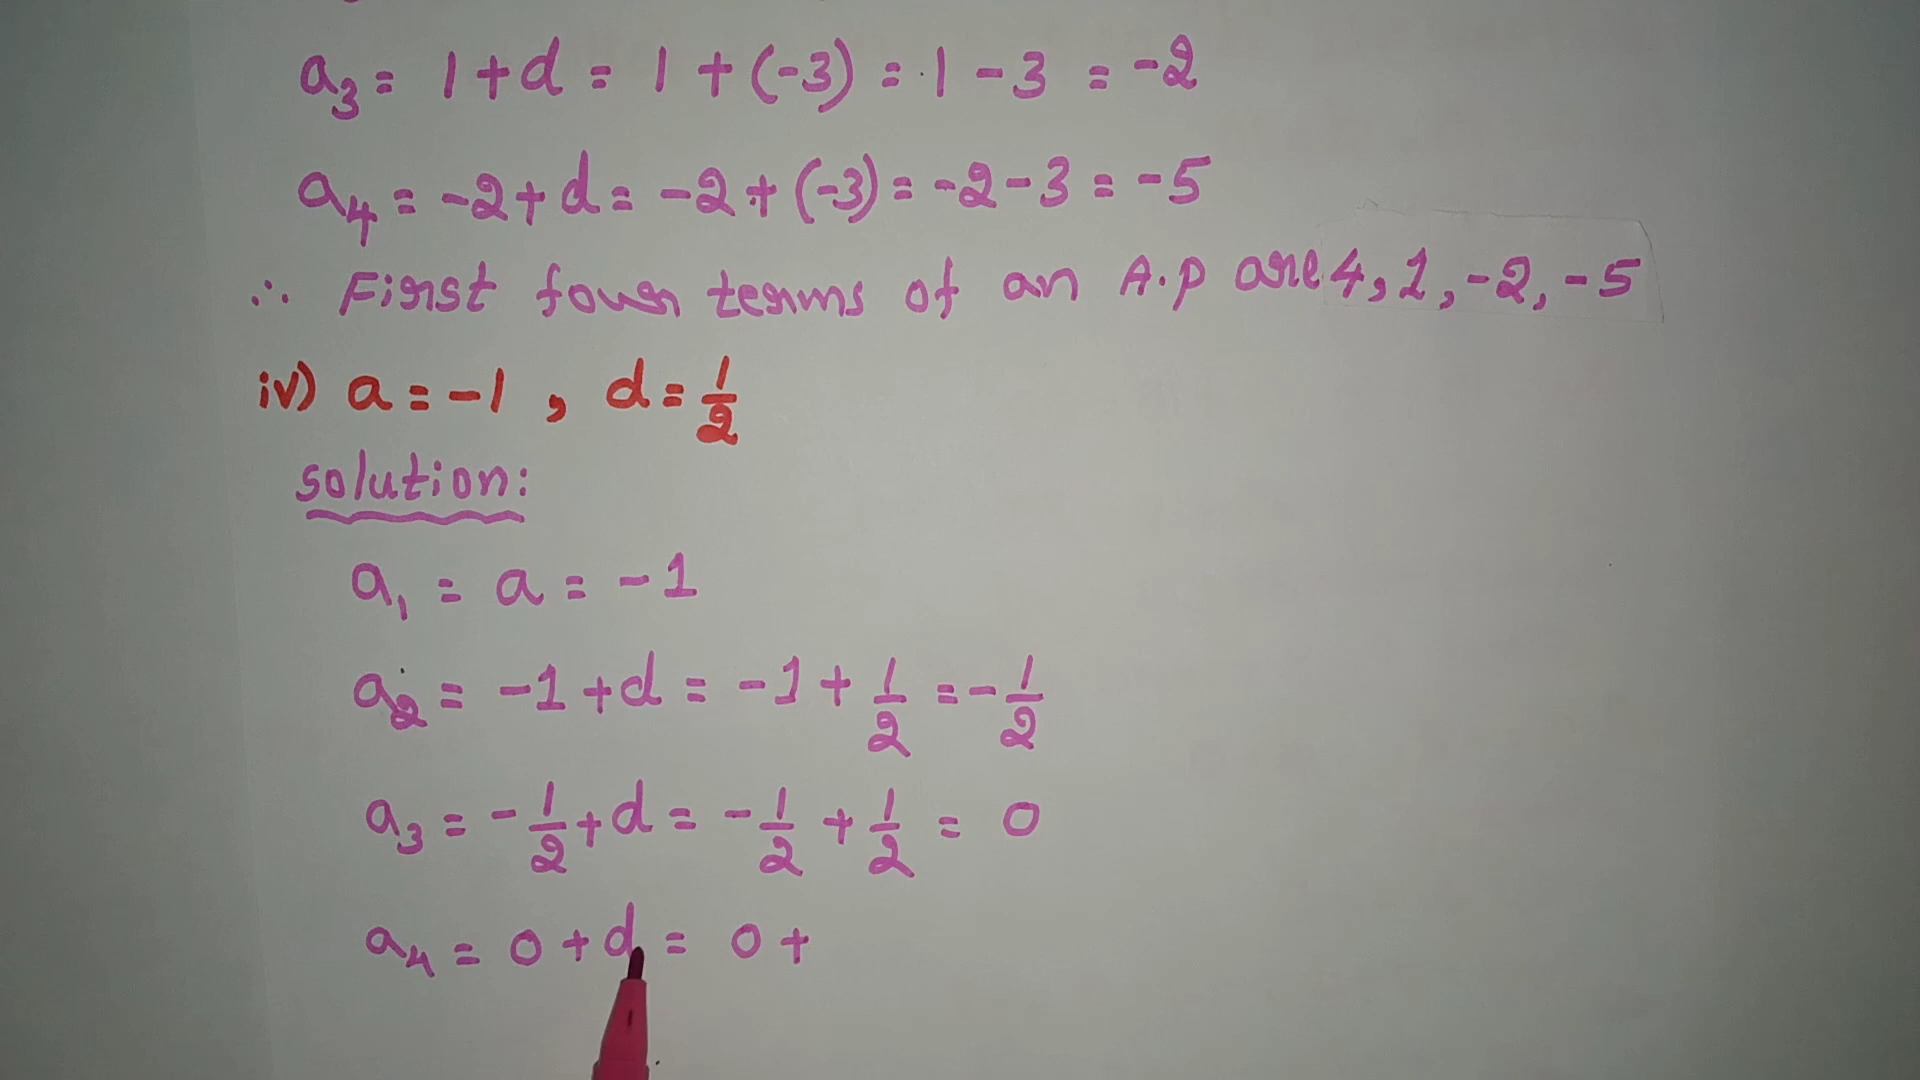 a₃ = 1 + d = 1 + (-3) = 1 - 3 = -2
a₄ = -2 + d = -2 + (-3) = -2 - 3 = -5
∴ First four terms of an A.P are 4, 1, -2, -5
iv) a = -1 , d = 1/2
solution:
a₁ = a = -1
a₂ = -1 + d = -1 + 1/2 = -1/2
a₃ = -1/2 + d = -1/2 + 1/2 = 0
a₄ = 0 + d = 0 +